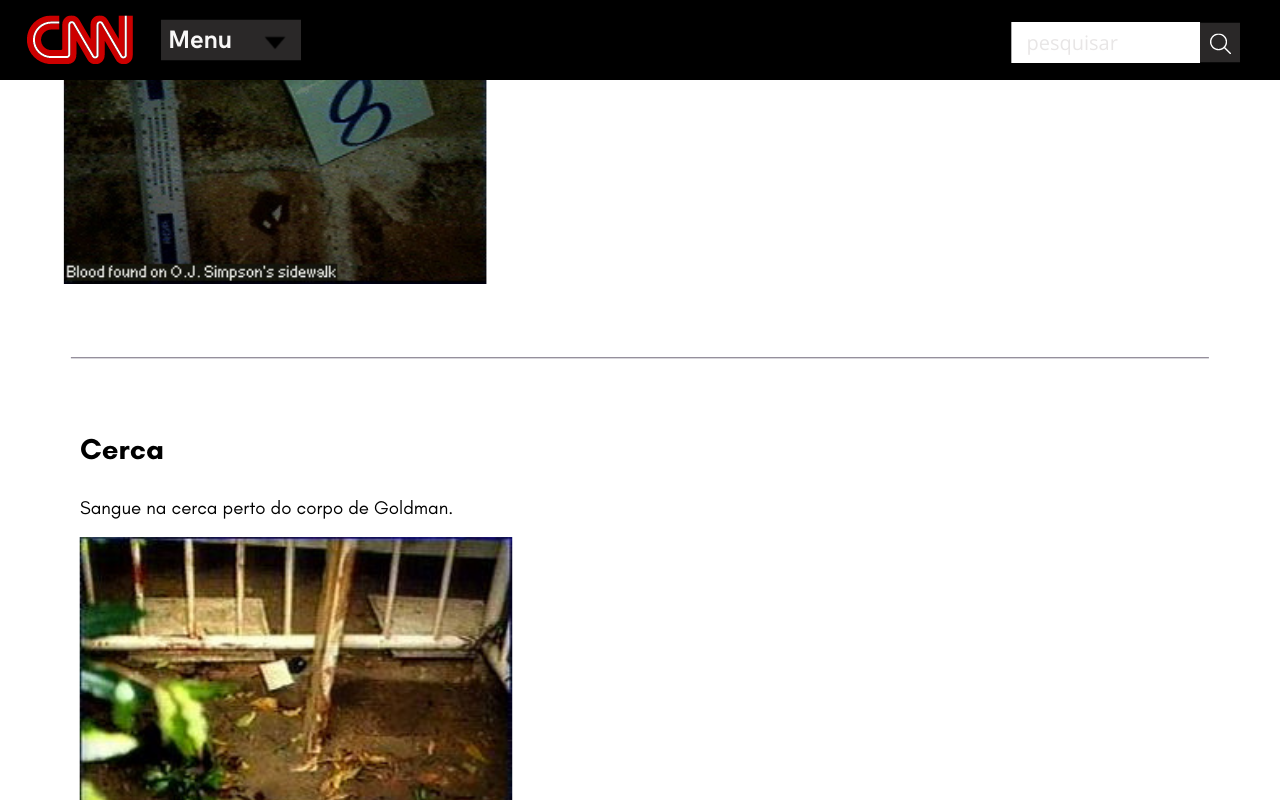 CNN
Menu
pesquisar
8
Blood found on O.J. Simpson's sidewalk
Cerca
Sangue na cerca perto do corpo de Goldman.